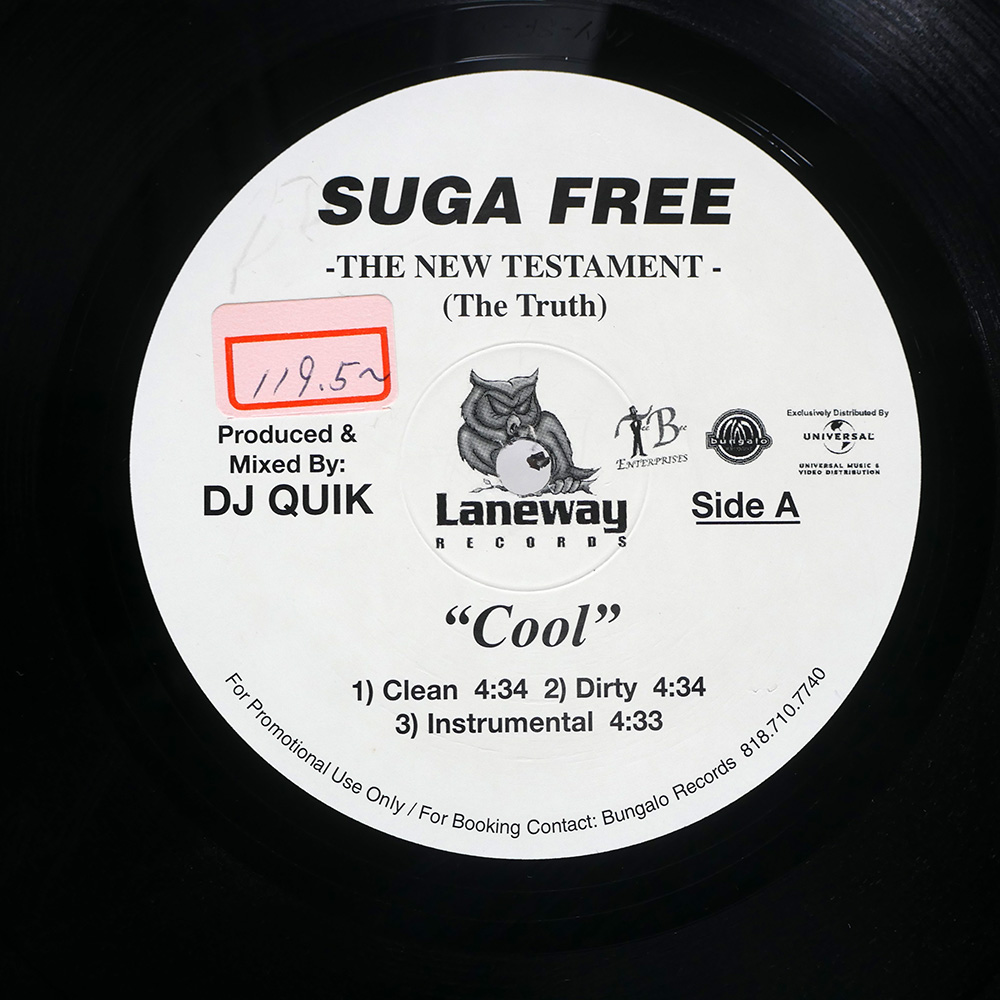 SUGA FREE
-THE NEW TESTAMENT -
(The Truth)
119.5~
Produced &
Mixed By:
DJ QUIK
Laneway
RECORDS
Tee Bee
ENTERPRISES
bungalo
Exclusively Distributed By
UNIVERSAL
UNIVERSAL MUSIC &
VIDEO DISTRIBUTION
Side A
“Cool”
1) Clean 4:34 2) Dirty 4:34
3) Instrumental 4:33
For Promotional Use Only / For Booking Contact: Bungalo Records 818.710.7740